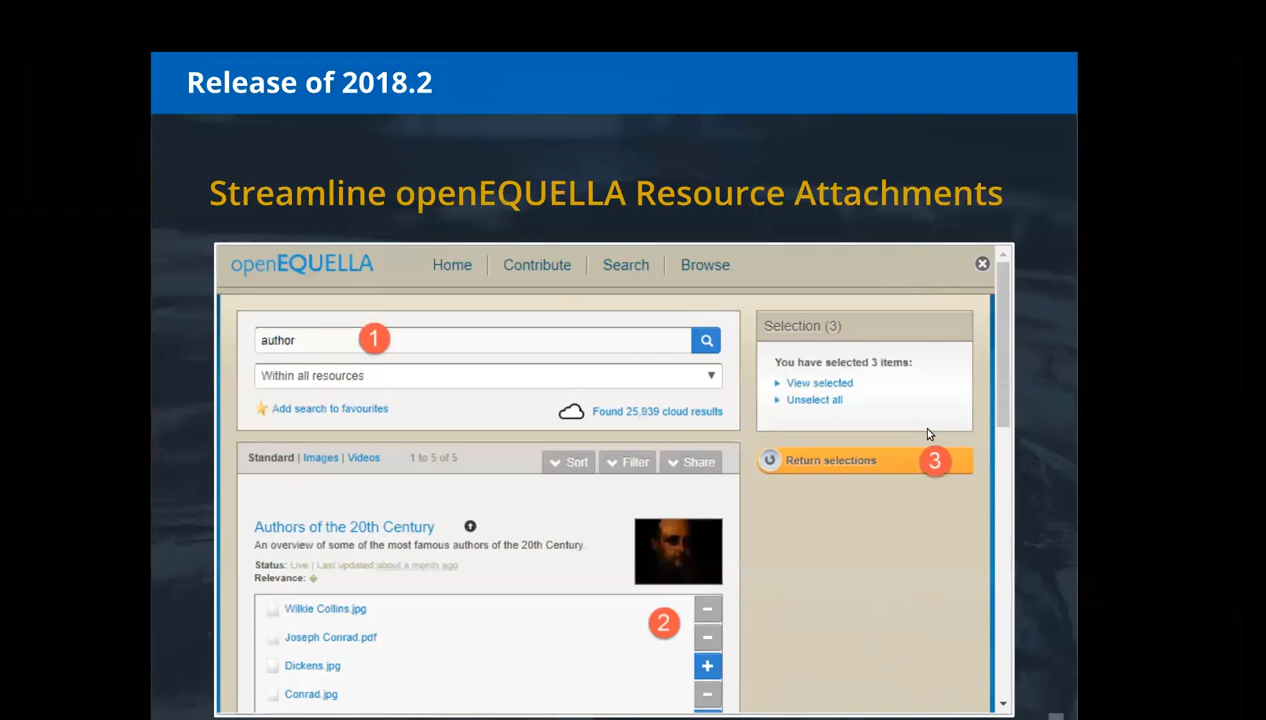 Release of 2018.2
Streamline openEQUELLA Resource Attachments
openEQUELLA Home Contribute Search Browse
author 1
Within all resources
Add search to favourites Found 25,939 cloud results
Selection (3)
You have selected 3 items:
View selected
Unselect all
Return selections 3
Standard | Images | Videos 1 to 5 of 5 Sort Filter Share
Authors of the 20th Century
An overview of some of the most famous authors of the 20th Century.
Status: Live | Last updated: about a month ago
Relevance:
Wilkie Collins.jpg
2
Joseph Conrad.pdf
Dickens.jpg
Conrad.jpg